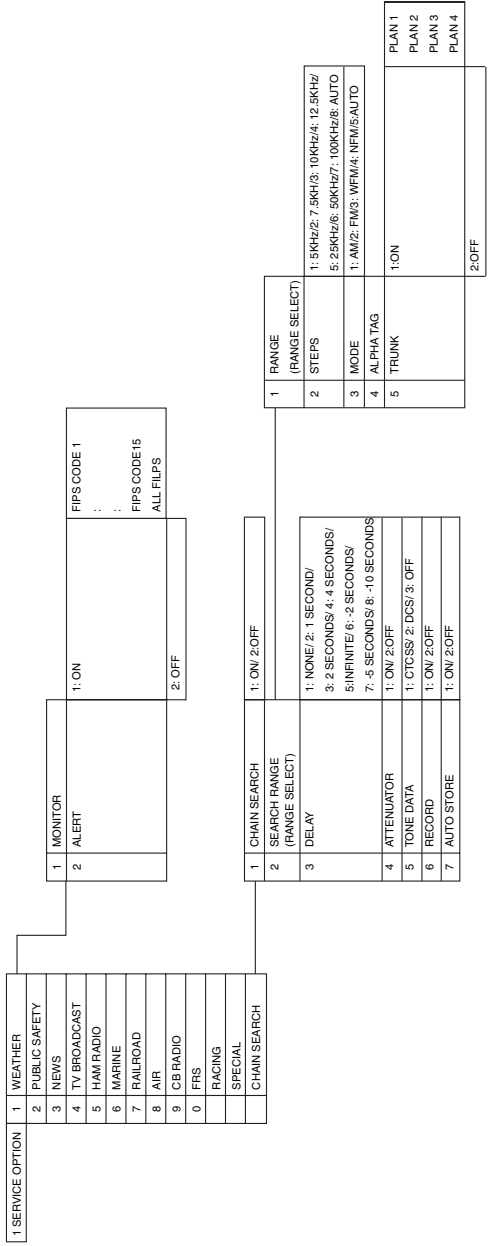 1 SERVICE OPTION
1 WEATHER
2 PUBLIC SAFETY
3 NEWS
4 TV BROADCAST
5 HAM RADIO
6 MARINE
7 RAILROAD
8 AIR
9 CB RADIO
0 FRS
RACING
SPECIAL
CHAIN SEARCH
1 MONITOR
2 ALERT
1: ON
FIPS CODE 1
:
:
FIPS CODE15
ALL FILPS
2: OFF
1 CHAIN SEARCH 1: ON/ 2:OFF
2 SEARCH RANGE
(RANGE SELECT)
3 DELAY 1: NONE/ 2: 1 SECOND/
3: 2 SECONDS/ 4: 4 SECONDS/
5:INFINITE/ 6: -2 SECONDS/
7: -5 SECONDS/ 8: -10 SECONDS
4 ATTENUATOR 1: ON/ 2:OFF
5 TONE DATA 1: CTCSS/ 2: DCS/ 3: OFF
6 RECORD 1: ON/ 2:OFF
7 AUTO STORE 1: ON/ 2:OFF
1 RANGE
(RANGE SELECT)
2 STEPS 1: 5KHz/2: 7.5KH/3: 10KHz/4: 12.5KHz/
5: 25KHz/6: 50KHz/7: 100KHz/8: AUTO
3 MODE 1: AM/2: FM/3: WFM/4: NFM/5:AUTO
4 ALPHA TAG
5 TRUNK 1:ON
PLAN 1
PLAN 2
PLAN 3
PLAN 4
2:OFF